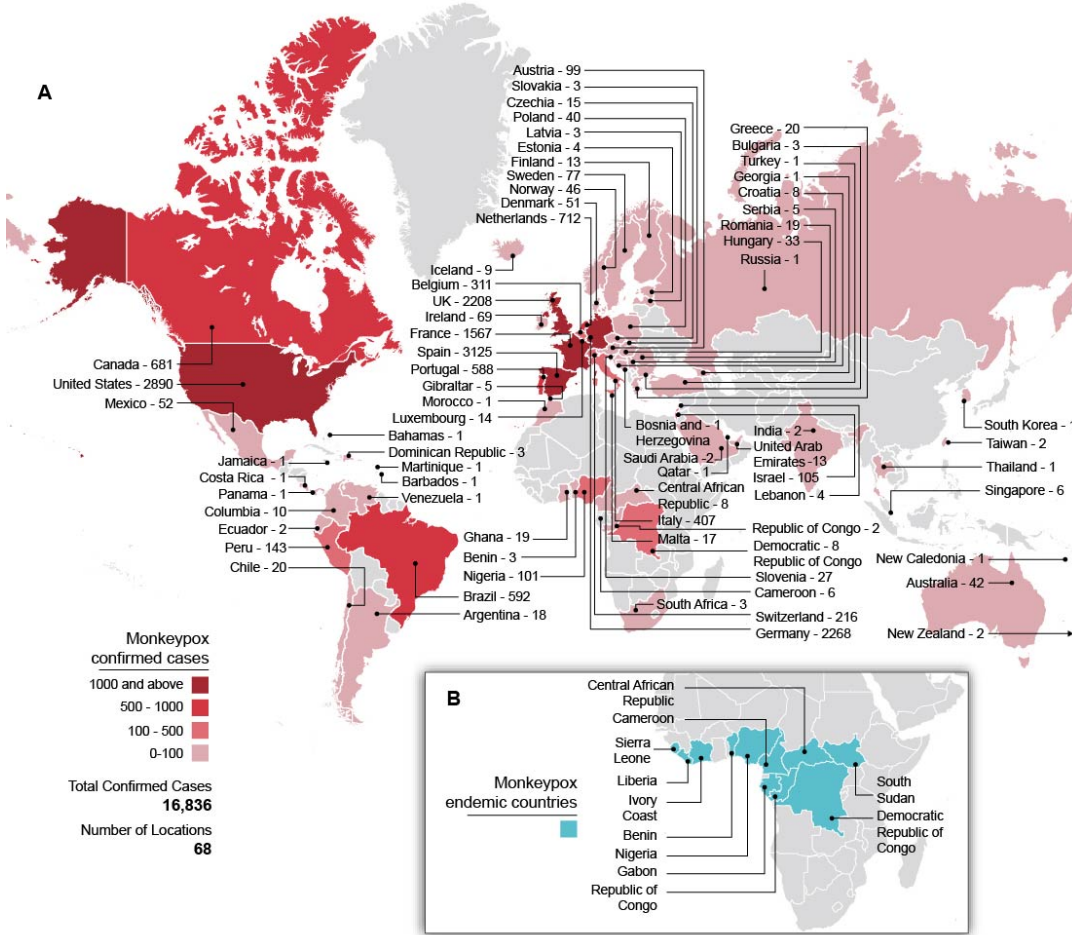 A
Austria - 99
Slovakia - 3
Czechia - 15
Poland - 40
Latvia - 3
Estonia - 4
Finland - 13
Sweden - 77
Norway - 46
Denmark - 51
Netherlands - 712
Greece - 20
Bulgaria - 3
Turkey - 1
Georgia - 1
Croatia - 8
Serbia - 5
Romania - 19
Hungary - 33
Russia - 1
Iceland - 9
Belgium - 311
UK - 2208
Ireland - 69
France - 1567
Spain - 3125
Portugal - 588
Gibraltar - 5
Morocco - 1
Luxembourg - 14
Canada - 681
United States - 2890
Mexico - 52
Bahamas - 1
Dominican Republic - 3
Jamaica - 1
Martinique - 1
Costa Rica - 1
Barbados - 1
Panama - 1
Venezuela - 1
Columbia - 10
Ecuador - 2
Peru - 143
Chile - 20
Brazil - 592
Argentina - 18
Ghana - 19
Benin - 3
Nigeria - 101
Bosnia and - 1
Herzegovina
Saudi Arabia -2
Qatar - 1
Central African
Republic - 8
Italy - 407
Malta - 17
India - 2
United Arab
Emirates-13
Israel - 105
Lebanon - 4
Republic of Congo - 2
Democratic - 8
Republic of Congo
Slovenia - 27
Cameroon - 6
South Africa - 3
Switzerland - 216
Germany - 2268
South Korea - 1
Taiwan - 2
Thailand - 1
Singapore - 6
New Caledonia - 1
Australia - 42
New Zealand - 2
Monkeypox
confirmed cases
1000 and above
500 - 1000
100 - 500
0-100
Total Confirmed Cases
16,836
Number of Locations
68
B
Monkeypox
endemic countries
Central African
Republic
Cameroon
Sierra
Leone
Liberia
Ivory
Coast
Benin
Nigeria
Gabon
Republic of
Congo
South
Sudan
Democratic
Republic of
Congo